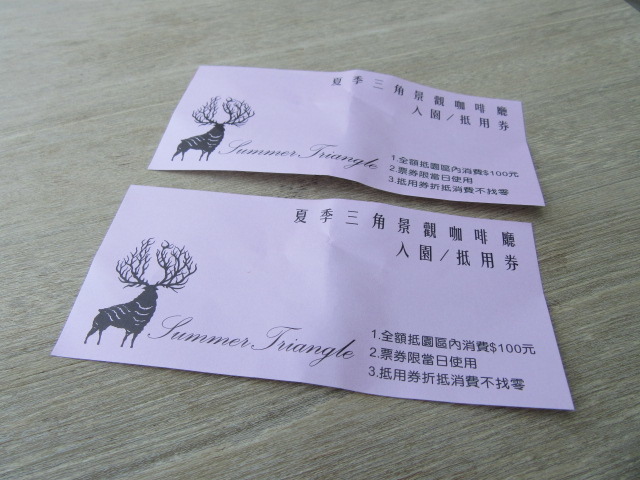 夏季三角景觀咖啡廳
入園/抵用券
Summer Triangle
1.全額抵園區內消費$100元
2.票券限當日使用
3.抵用券折抵消費不找零
夏季三角景觀咖啡廳
入園/抵用券
Summer Triangle
1.全額抵園區內消費$100元
2.票券限當日使用
3.抵用券折抵消費不找零